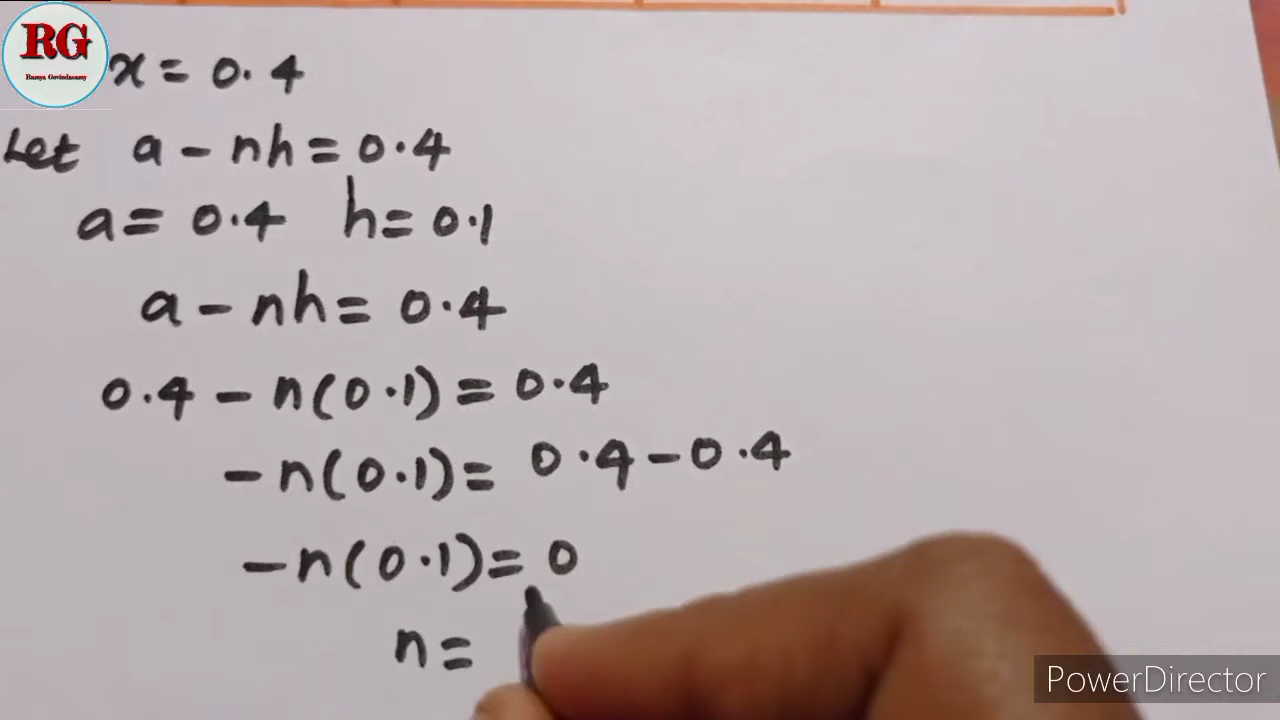 RG
Ramya Govindasamy
x = 0.4
Let a - nh = 0.4
a = 0.4 h = 0.1
a - nh = 0.4
0.4 - n(0.1) = 0.4
-n(0.1) = 0.4 - 0.4
-n(0.1) = 0
n =
PowerDirector